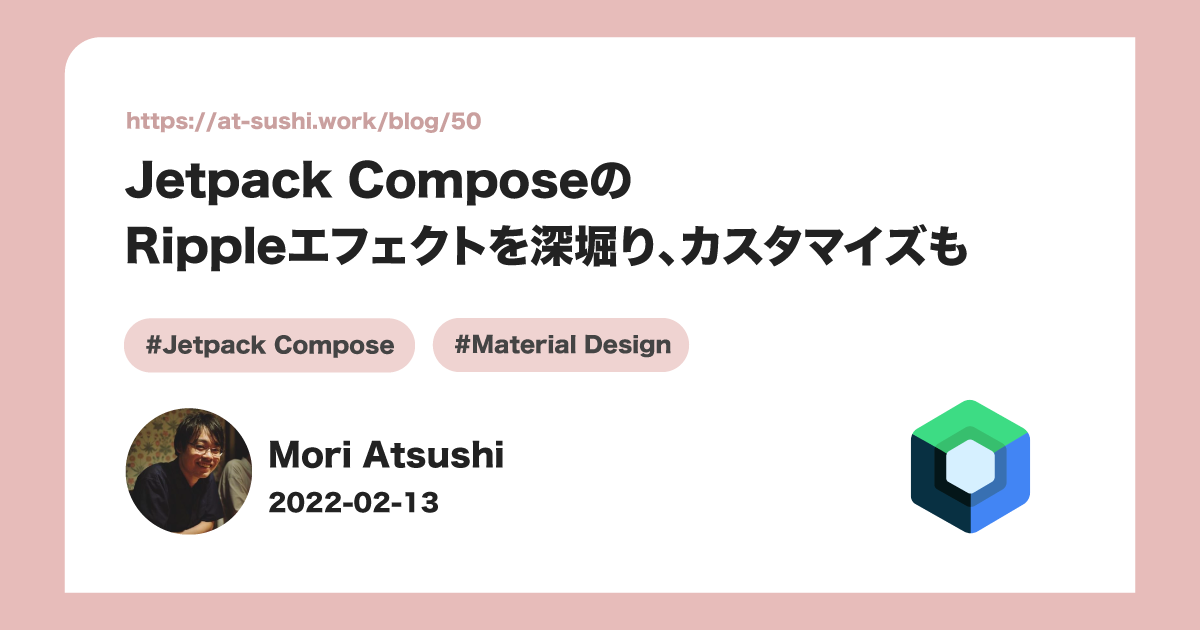 https://at-sushi.work/blog/50
Jetpack Composeの
Rippleエフェクトを深堀り、カスタマイズも
#Jetpack Compose
#Material Design
Mori Atsushi
2022-02-13